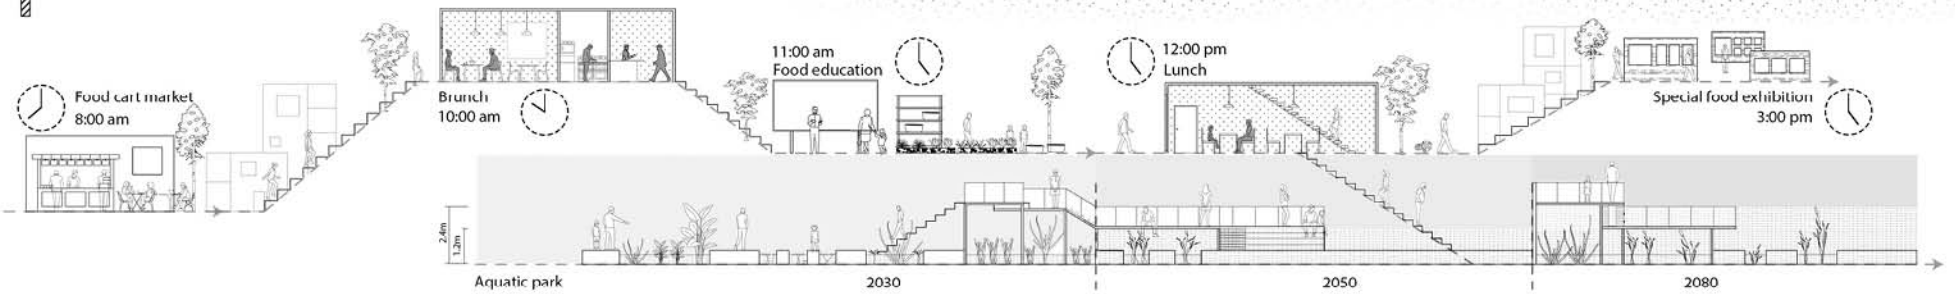 Food cart market
8:00 am
Brunch
10:00 am
11:00 am
Food education
12:00 pm
Lunch
Special food exhibition
3:00 pm
2.4m
1.2m
Aquatic park
2030
2050
2080